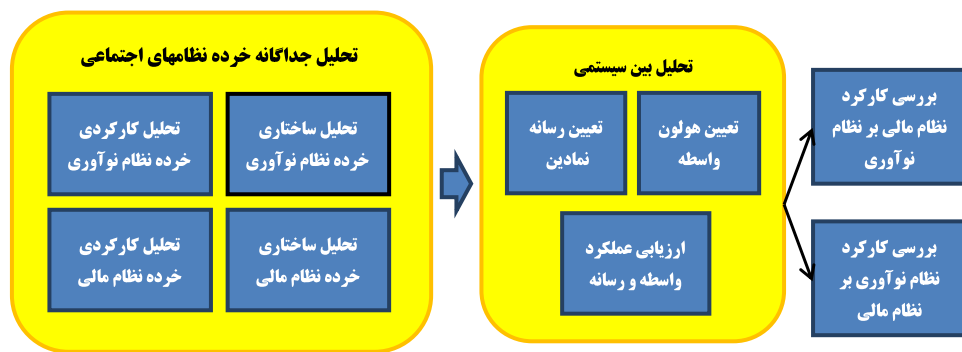 تحلیل جداگانه خرده نظامهای اجتماعی
تحلیل ساختاری
خرده نظام نوآوری
تحلیل کارکردی
خرده نظام نوآوری
تحلیل ساختاری
خرده نظام مالی
تحلیل کارکردی
خرده نظام مالی
تحلیل بین سیستمی
تعیین هولون
واسطه
تعیین رسانه
نمادین
ارزیابی عملکرد
واسطه و رسانه
بررسی کارکرد
نظام مالی بر نظام
نوآوری
بررسی کارکرد
نظام نوآوری بر
نظام مالی